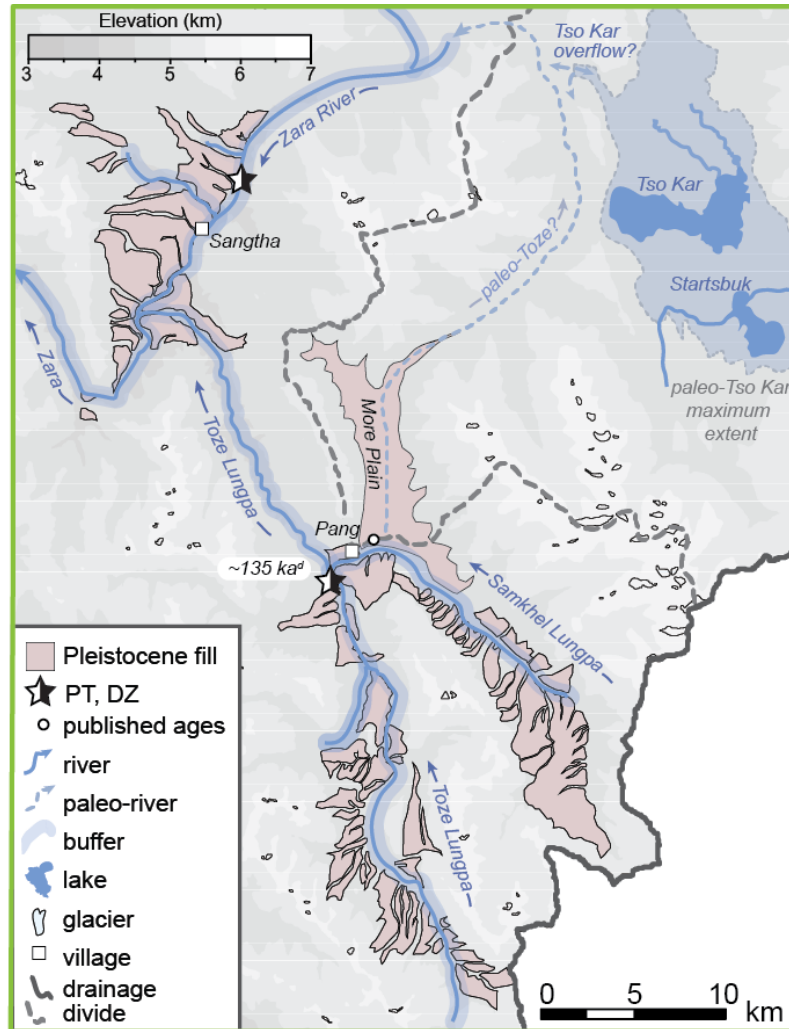 Elevation (km)
3 4 5 6 7
Tso Kar
overflow?
Zara River
Tso Kar
Sangtha
paleo-Toze?
Startsbuk
Zara
paleo-Tso Kar
maximum
extent
More Plain
Toze Lungpa
Pang
~135 kaᵈ
Samkhel Lungpa
Toze Lungpa
Pleistocene fill
PT, DZ
published ages
river
paleo-river
buffer
lake
glacier
village
drainage
divide
0 5 10
km